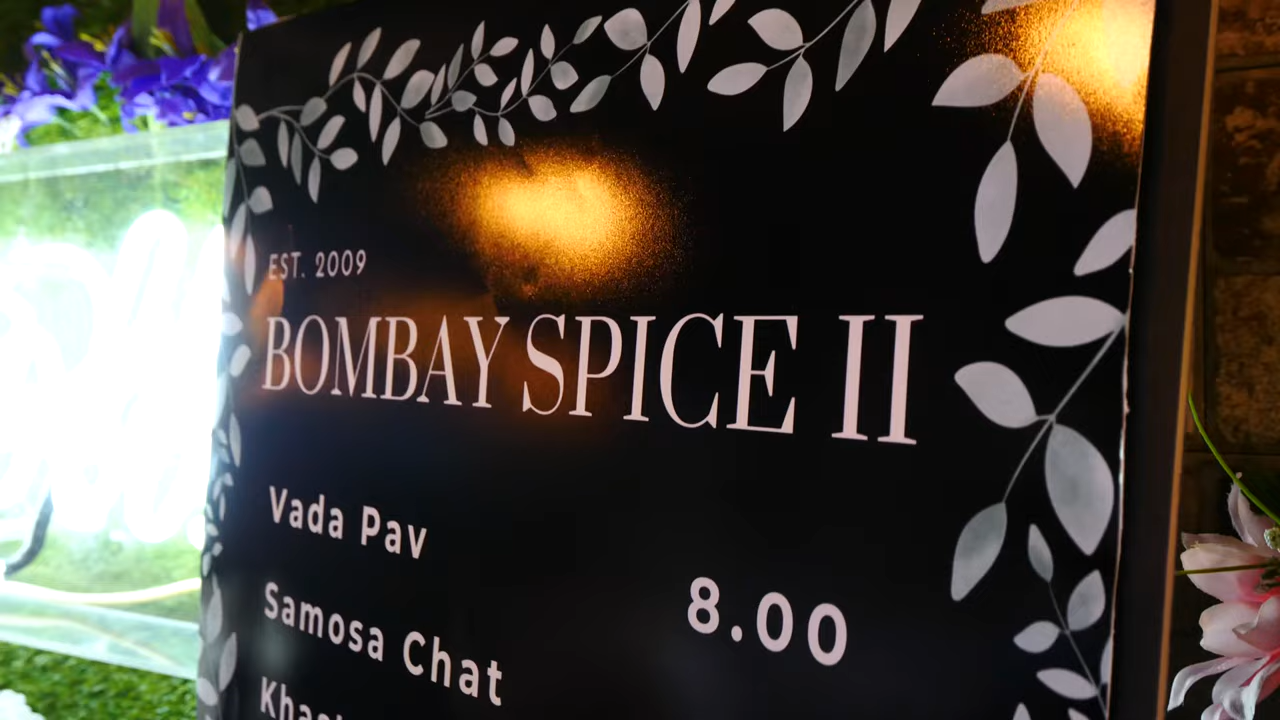 EST. 2009
BOMBAY SPICE II
Vada Pav
8.00
Samosa Chat